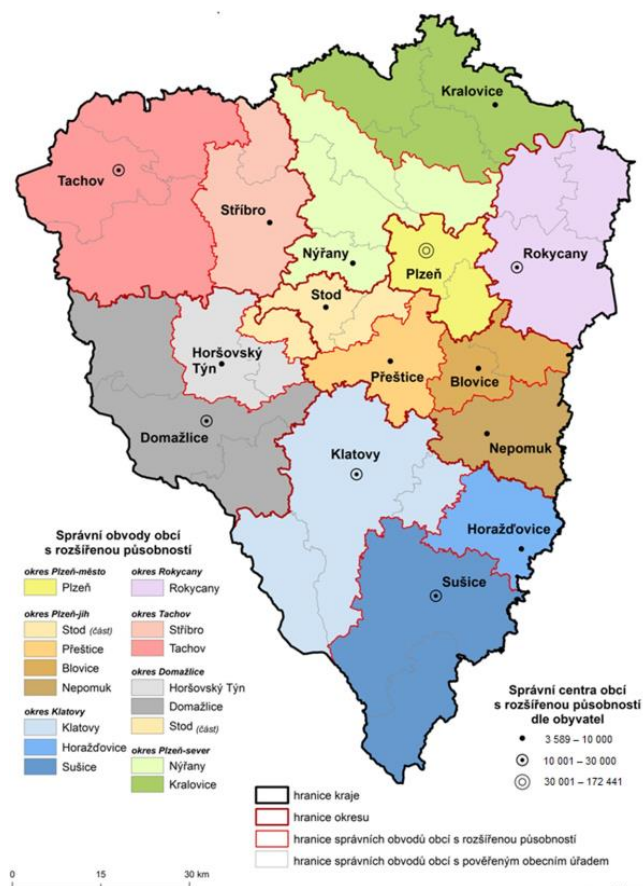 Kralovice
Tachov
Stříbro
Nýřany
Plzeň
Rokycany
Stod
Horšovský
Týn
Přeštice
Blovice
Domažlice
Nepomuk
Klatovy
Horažďovice
Sušice
Správní obvody obcí
s rozšířenou působností
okres Plzeň-město
Plzeň
okres Plzeň-jih
Stod (část)
Přeštice
Blovice
Nepomuk
okres Klatovy
Klatovy
Horažďovice
Sušice
okres Rokycany
Rokycany
okres Tachov
Stříbro
Tachov
okres Domažlice
Horšovský Týn
Domažlice
Stod (část)
okres Plzeň-sever
Nýřany
Kralovice
Správní centra obcí
s rozšířenou působností
dle obyvatel
3 589 – 10 000
10 001 – 30 000
30 001 – 172 441
hranice kraje
hranice okresu
hranice správních obvodů obcí s rozšířenou působností
hranice správních obvodů obcí s pověřeným obecním úřadem
0 15 30 km